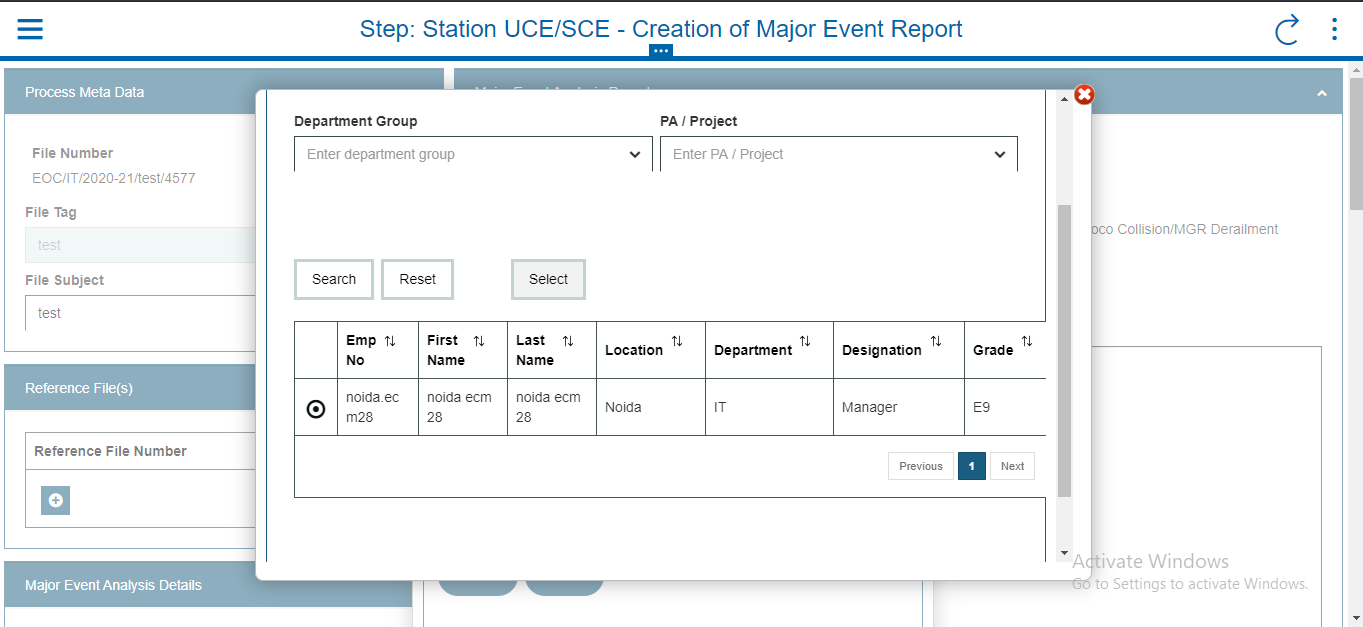 Step: Station UCE/SCE - Creation of Major Event Report
Process Meta Data
File Number
EOC/IT/2020-21/test/4577
File Tag
test
File Subject
test
Reference File(s)
Reference File Number
Major Event Analysis Details
Department Group
PA / Project
Enter department group
Enter PA / Project
Search
Reset
Select
Emp No
First Name
Last Name
Location
Department
Designation
Grade
noida.ecm28
noida ecm 28
noida ecm 28
Noida
IT
Manager
E9
Previous
1
Next
Collision/MGR Derailment
Activate Windows
Go to Settings to activate Windows.